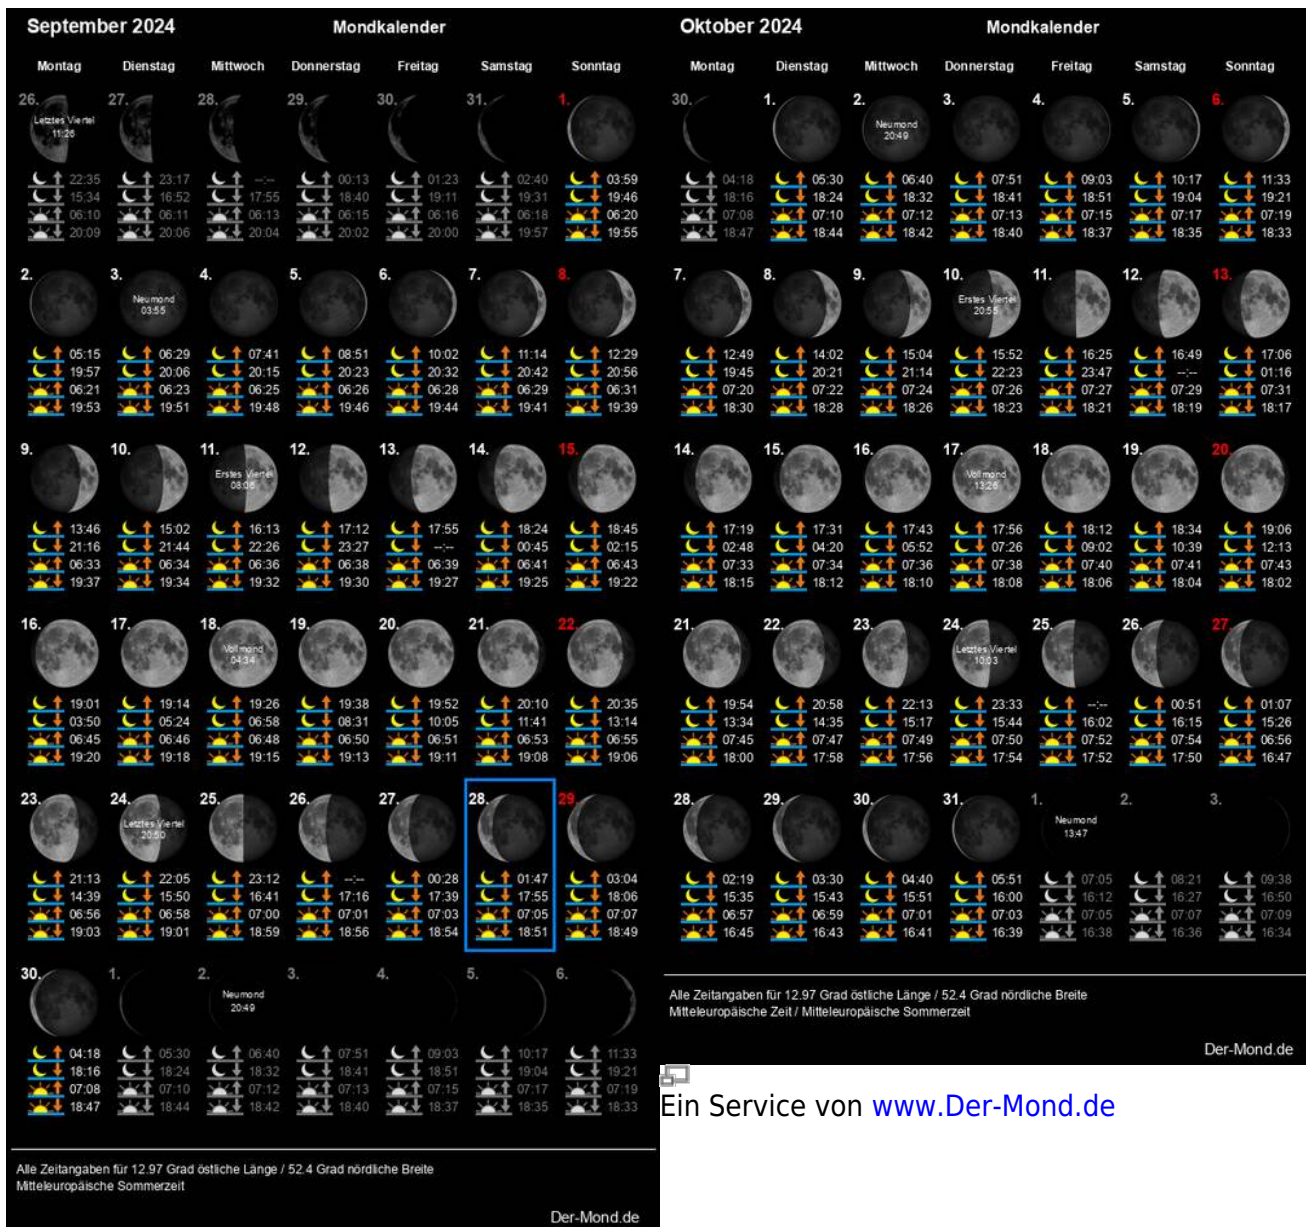 September 2024 Mondkalender
Montag Dienstag Mittwoch Donnerstag Freitag Samstag Sonntag
26. 27. 28. 29. 30. 31. 1.
Letztes Viertel
11:26
22:35 23:17 --:-- 00:13 01:23 02:40 03:59
15:34 16:52 17:55 18:40 19:11 19:31 19:46
06:10 06:11 06:13 06:15 06:16 06:18 06:20
20:09 20:06 20:04 20:02 20:00 19:57 19:55
2. 3. 4. 5. 6. 7. 8.
Neumond
03:55
05:15 06:29 07:41 08:51 10:02 11:14 12:29
19:57 20:06 20:15 20:23 20:32 20:42 20:56
06:21 06:23 06:25 06:26 06:28 06:29 06:31
19:53 19:51 19:48 19:46 19:44 19:41 19:39
9. 10. 11. 12. 13. 14. 15.
Erstes Viertel
08:06
13:46 15:02 16:13 17:12 17:55 18:24 18:45
21:16 21:44 22:26 23:27 --:-- 00:45 02:15
06:33 06:34 06:36 06:38 06:39 06:41 06:43
19:37 19:34 19:32 19:30 19:27 19:25 19:22
16. 17. 18. 19. 20. 21. 22.
Vollmond
04:34
19:01 19:14 19:26 19:38 19:52 20:10 20:35
03:50 05:24 06:58 08:31 10:05 11:41 13:14
06:45 06:46 06:48 06:50 06:51 06:53 06:55
19:20 19:18 19:15 19:13 19:11 19:08 19:06
23. 24. 25. 26. 27. 28. 29.
Letztes Viertel
20:50
21:13 22:05 23:12 --:-- 00:28 01:47 03:04
14:39 15:50 16:41 17:16 17:39 17:55 18:06
06:56 06:58 07:00 07:01 07:03 07:05 07:07
19:03 19:01 18:59 18:56 18:54 18:51 18:49
30. 1. 2. 3. 4. 5. 6.
Neumond
20:49
04:18 05:30 06:40 07:51 09:03 10:17 11:33
18:16 18:24 18:32 18:41 18:51 19:04 19:21
07:08 07:10 07:12 07:13 07:15 07:17 07:19
18:47 18:44 18:42 18:40 18:37 18:35 18:33
Alle Zeitangaben für 12.97 Grad östliche Länge / 52.4 Grad nördliche Breite
Mitteleuropäische Sommerzeit
Der-Mond.de
Oktober 2024 Mondkalender
Montag Dienstag Mittwoch Donnerstag Freitag Samstag Sonntag
30. 1. 2. 3. 4. 5. 6.
Neumond
20:49
04:18 05:30 06:40 07:51 09:03 10:17 11:33
18:16 18:24 18:32 18:41 18:51 19:04 19:21
07:08 07:10 07:12 07:13 07:15 07:17 07:19
18:47 18:44 18:42 18:40 18:37 18:35 18:33
7. 8. 9. 10. 11. 12. 13.
Erstes Viertel
20:55
12:49 14:02 15:04 15:52 16:25 16:49 17:06
19:45 20:21 21:14 22:23 23:47 --:-- 01:16
07:20 07:22 07:24 07:26 07:27 07:29 07:31
18:30 18:28 18:26 18:23 18:21 18:19 18:17
14. 15. 16. 17. 18. 19. 20.
Vollmond
13:26
17:19 17:31 17:43 17:56 18:12 18:34 19:06
02:48 04:20 05:52 07:26 09:02 10:39 12:13
07:33 07:34 07:36 07:38 07:40 07:41 07:43
18:15 18:12 18:10 18:08 18:06 18:04 18:02
21. 22. 23. 24. 25. 26. 27.
Letztes Viertel
10:03
19:54 20:58 22:13 23:33 --:-- 00:51 01:07
13:34 14:35 15:17 15:44 16:02 16:15 15:26
07:45 07:47 07:49 07:50 07:52 07:54 06:56
18:00 17:58 17:56 17:54 17:52 17:50 16:47
28. 29. 30. 31. 1. 2. 3.
Neumond
13:47
02:19 03:30 04:40 05:51 07:05 08:21 09:38
15:35 15:43 15:51 16:00 16:12 16:27 16:50
06:57 06:59 07:01 07:03 07:05 07:07 07:09
16:45 16:43 16:41 16:39 16:38 16:36 16:34
Alle Zeitangaben für 12.97 Grad östliche Länge / 52.4 Grad nördliche Breite
Mitteleuropäische Zeit / Mitteleuropäische Sommerzeit
Der-Mond.de
Ein Service von www.Der-Mond.de